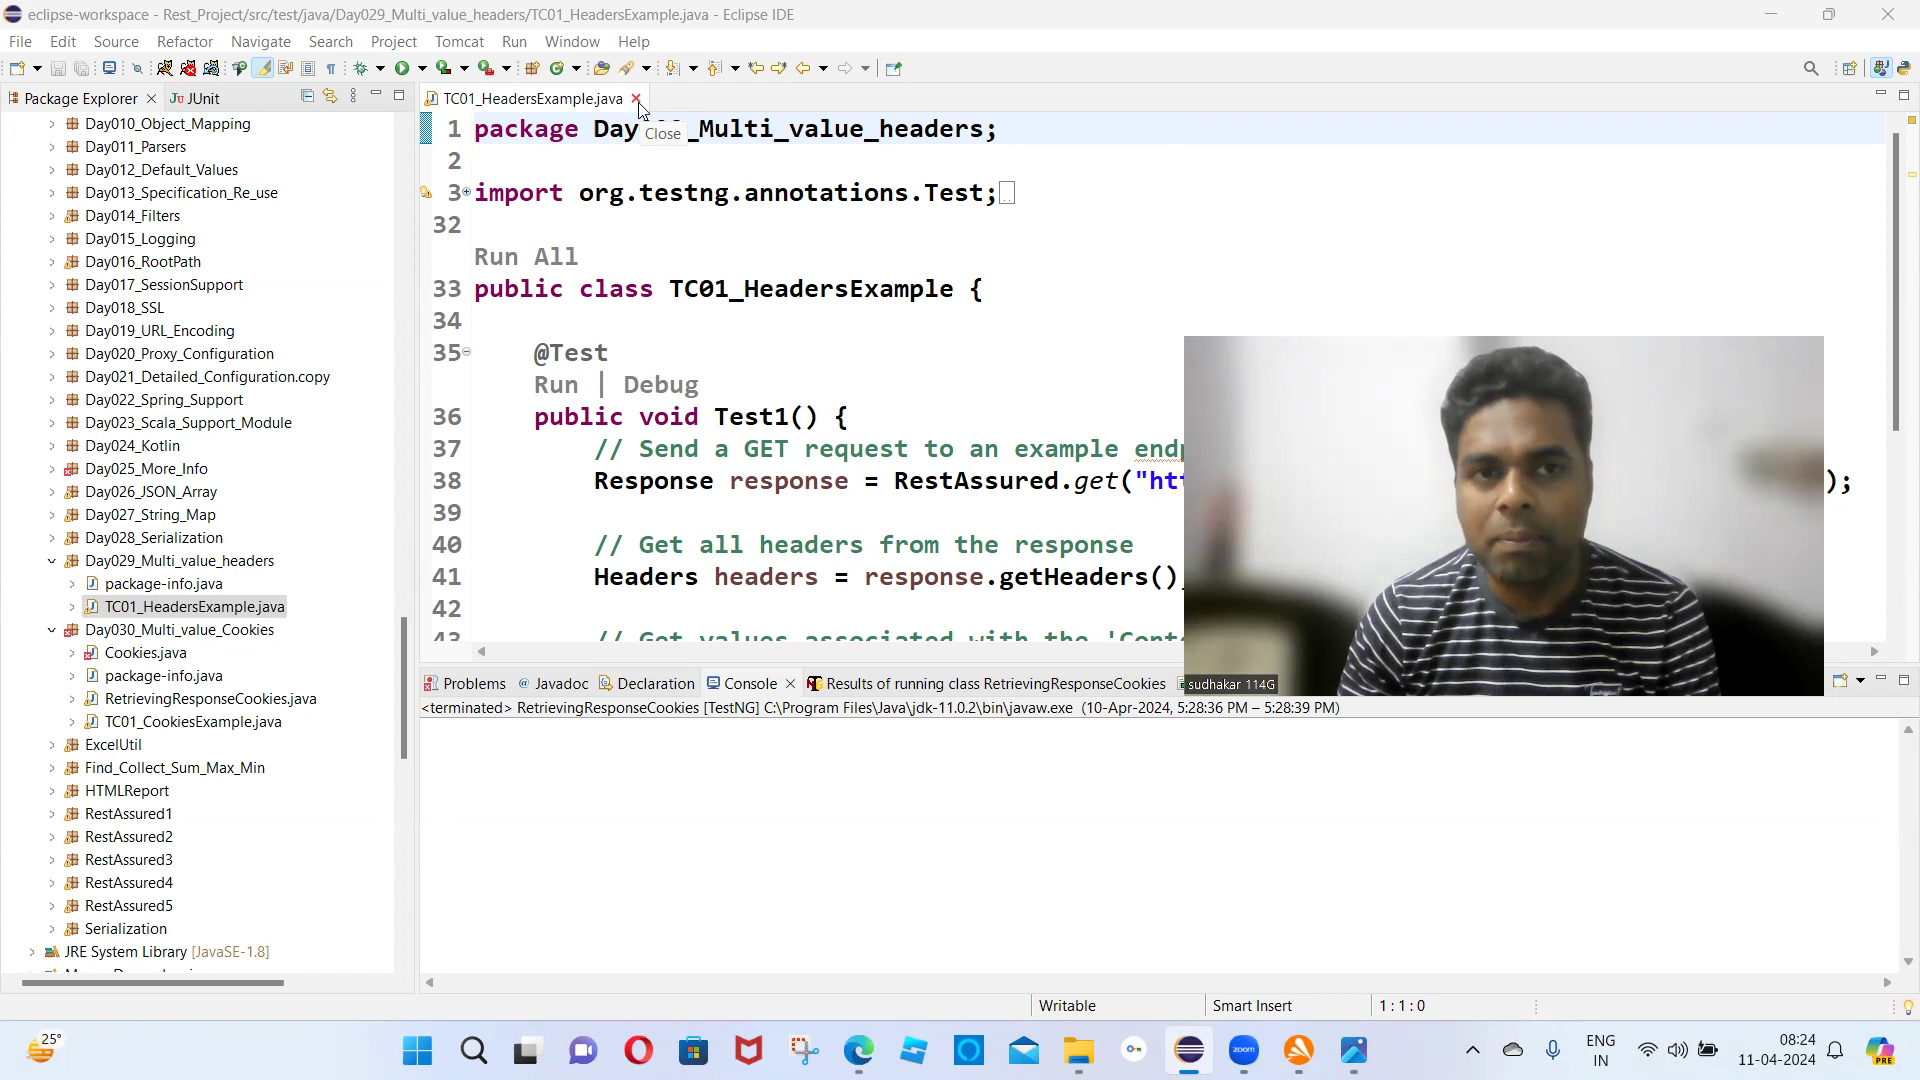 eclipse-workspace - Rest_Project/src/test/java/Day029_Multi_value_headers/TC01_HeadersExample.java - Eclipse IDE
File Edit Source Refactor Navigate Search Project Tomcat Run Window Help
Package Explorer JUnit
TC01_HeadersExample.java
Close
Day010_Object_Mapping
Day011_Parsers
Day012_Default_Values
Day013_Specification_Re_use
Day014_Filters
Day015_Logging
Day016_RootPath
Day017_SessionSupport
Day018_SSL
Day019_URL_Encoding
Day020_Proxy_Configuration
Day021_Detailed_Configuration.copy
Day022_Spring_Support
Day023_Scala_Support_Module
Day024_Kotlin
Day025_More_Info
Day026_JSON_Array
Day027_String_Map
Day028_Serialization
Day029_Multi_value_headers
package-info.java
TC01_HeadersExample.java
Day030_Multi_value_Cookies
Cookies.java
package-info.java
RetrievingResponseCookies.java
TC01_CookiesExample.java
ExcelUtil
Find_Collect_Sum_Max_Min
HTMLReport
RestAssured1
RestAssured2
RestAssured3
RestAssured4
RestAssured5
Serialization
JRE System Library [JavaSE-1.8]
1 package Day _Multi_value_headers;
2
3 import org.testng.annotations.Test;
32
Run All
33 public class TC01_HeadersExample {
34
35 @Test
Run | Debug
36 public void Test1() {
37 // Send a GET request to an example end
38 Response response = RestAssured.get("ht );
39
40 // Get all headers from the response
41 Headers headers = response.getHeaders()
42
43 // Get values associated with the 'Cont
sudhakar 114G
Problems Javadoc Declaration Console Results of running class RetrievingResponseCookies
<terminated> RetrievingResponseCookies [TestNG] C:\Program Files\Java\jdk-11.0.2\bin\javaw.exe (10-Apr-2024, 5:28:36 PM – 5:28:39 PM)
Writable Smart Insert 1 : 1 : 0
25°
zoom
ENG
IN
08:24
11-04-2024
PRE